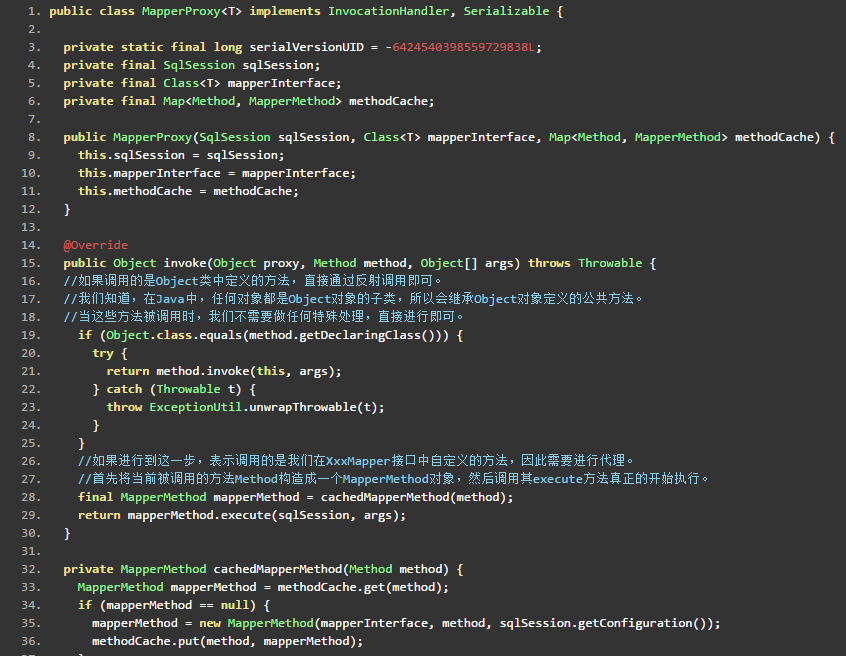 1. public class MapperProxy<T> implements InvocationHandler, Serializable {
2.
3. private static final long serialVersionUID = -6424540398559729838L;
4. private final SqlSession sqlSession;
5. private final Class<T> mapperInterface;
6. private final Map<Method, MapperMethod> methodCache;
7.
8. public MapperProxy(SqlSession sqlSession, Class<T> mapperInterface, Map<Method, MapperMethod> methodCache) {
9. this.sqlSession = sqlSession;
10. this.mapperInterface = mapperInterface;
11. this.methodCache = methodCache;
12. }
13.
14. @Override
15. public Object invoke(Object proxy, Method method, Object[] args) throws Throwable {
16. //如果调用的是Object类中定义的方法，直接通过反射调用即可。
17. //我们知道，在Java中，任何对象都是Object对象的子类，所以会继承Object对象定义的公共方法。
18. //当这些方法被调用时，我们不需要做任何特殊处理，直接进行即可。
19. if (Object.class.equals(method.getDeclaringClass())) {
20. try {
21. return method.invoke(this, args);
22. } catch (Throwable t) {
23. throw ExceptionUtil.unwrapThrowable(t);
24. }
25. }
26. //如果进行到这一步，表示调用的是我们在XxxMapper接口中自定义的方法，因此需要进行代理。
27. //首先将当前被调用的方法Method构造成一个MapperMethod对象，然后调用其execute方法真正的开始执行。
28. final MapperMethod mapperMethod = cachedMapperMethod(method);
29. return mapperMethod.execute(sqlSession, args);
30. }
31.
32. private MapperMethod cachedMapperMethod(Method method) {
33. MapperMethod mapperMethod = methodCache.get(method);
34. if (mapperMethod == null) {
35. mapperMethod = new MapperMethod(mapperInterface, method, sqlSession.getConfiguration());
36. methodCache.put(method, mapperMethod);